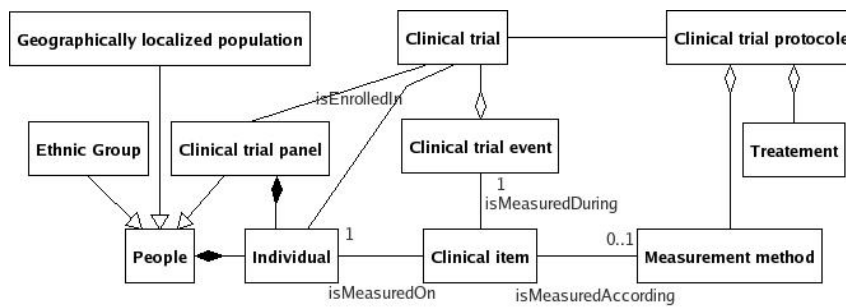 Geographically localized population
Clinical trial
Clinical trial protocole
isEnrolledIn
Ethnic Group
Clinical trial panel
Clinical trial event
Treatement
1
isMeasuredDuring
People
Individual
1
Clinical item
0..1
Measurement method
isMeasuredOn
isMeasuredAccording